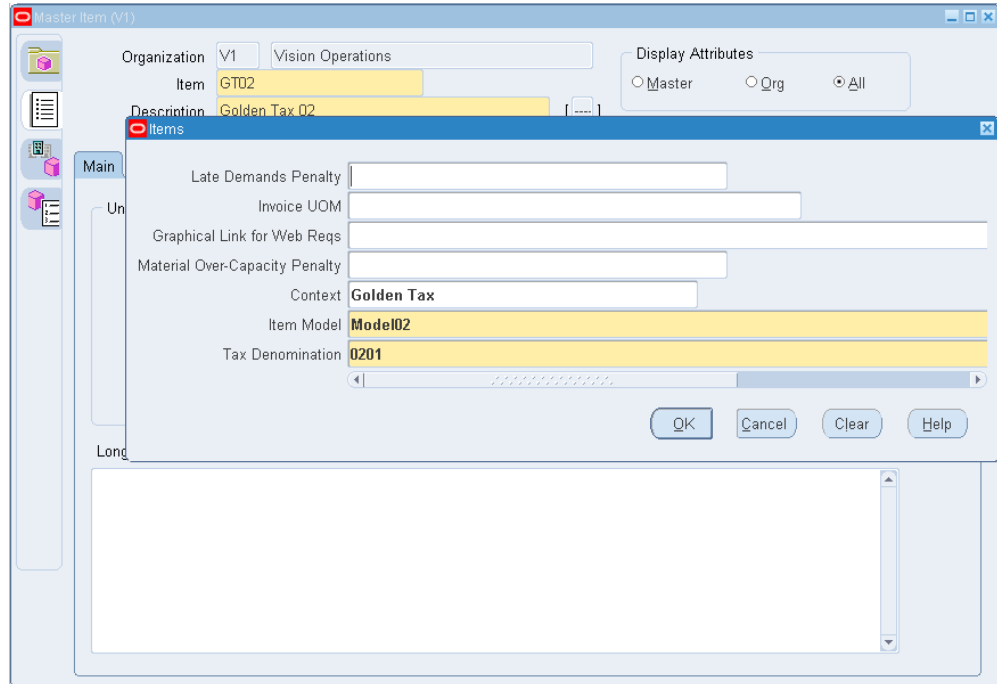 Master Item (V1)
Organization V1 Vision Operations
Display Attributes
Item GT02
Master Org All
Description Golden Tax 02 [ ---- ]
Items
Main
Late Demands Penalty
Un
Invoice UOM
Graphical Link for Web Reqs
Material Over-Capacity Penalty
Context Golden Tax
Item Model Model02
Tax Denomination 0201
OK Cancel Clear Help
Long